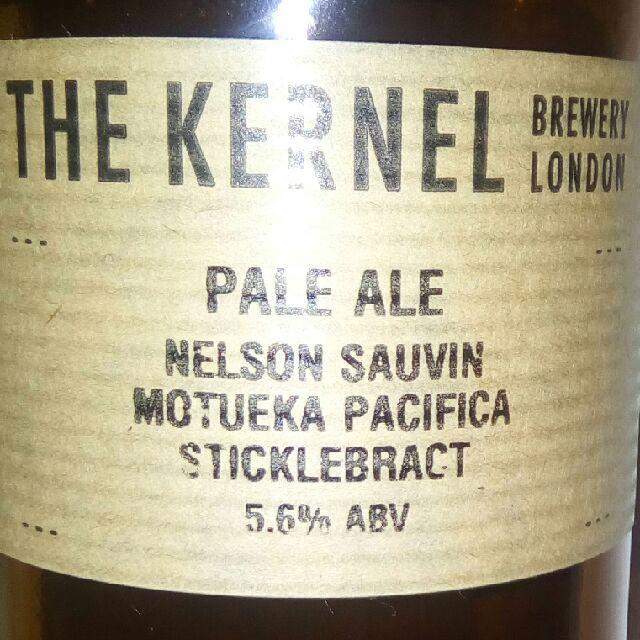 THE KERNEL BREWERY LONDON
PALE ALE
NELSON SAUVIN
MOTUEKA PACIFICA
STICKLEBRACT
5.6% ABV